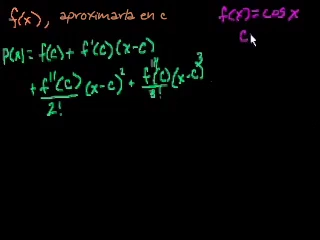 f(x), aproximarla en c
f(x) = cos x
c
P(x) = f(c) + f'(c)(x-c)
+ f''(c)/2! (x-c)² + f'''(c)/3! (x-c)³